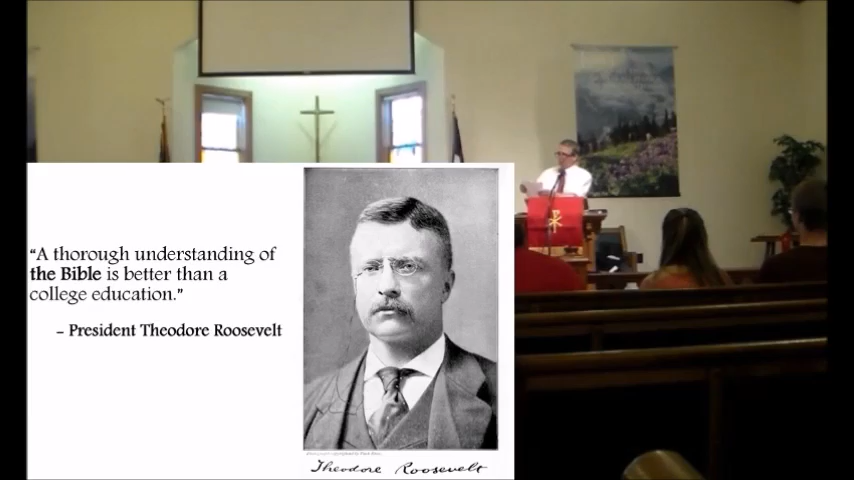 “A thorough understanding of
the Bible is better than a
college education.”
– President Theodore Roosevelt
Theodore Roosevelt